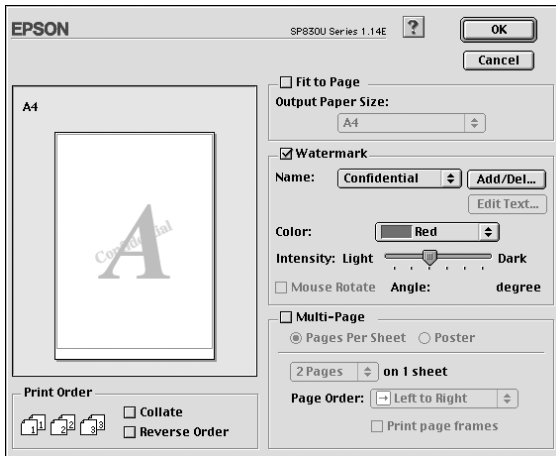 EPSON
SP830U Series 1.14E
?
OK
Cancel
A4
A
Confidential
Fit to Page
Output Paper Size:
A4
Watermark
Name: Confidential Add/Del...
Edit Text...
Color: Red
Intensity: Light Dark
Mouse Rotate Angle: degree
Multi-Page
Pages Per Sheet Poster
2 Pages on 1 sheet
Page Order: Left to Right
Print page frames
Print Order
1 1 2 2 3 3
Collate
Reverse Order